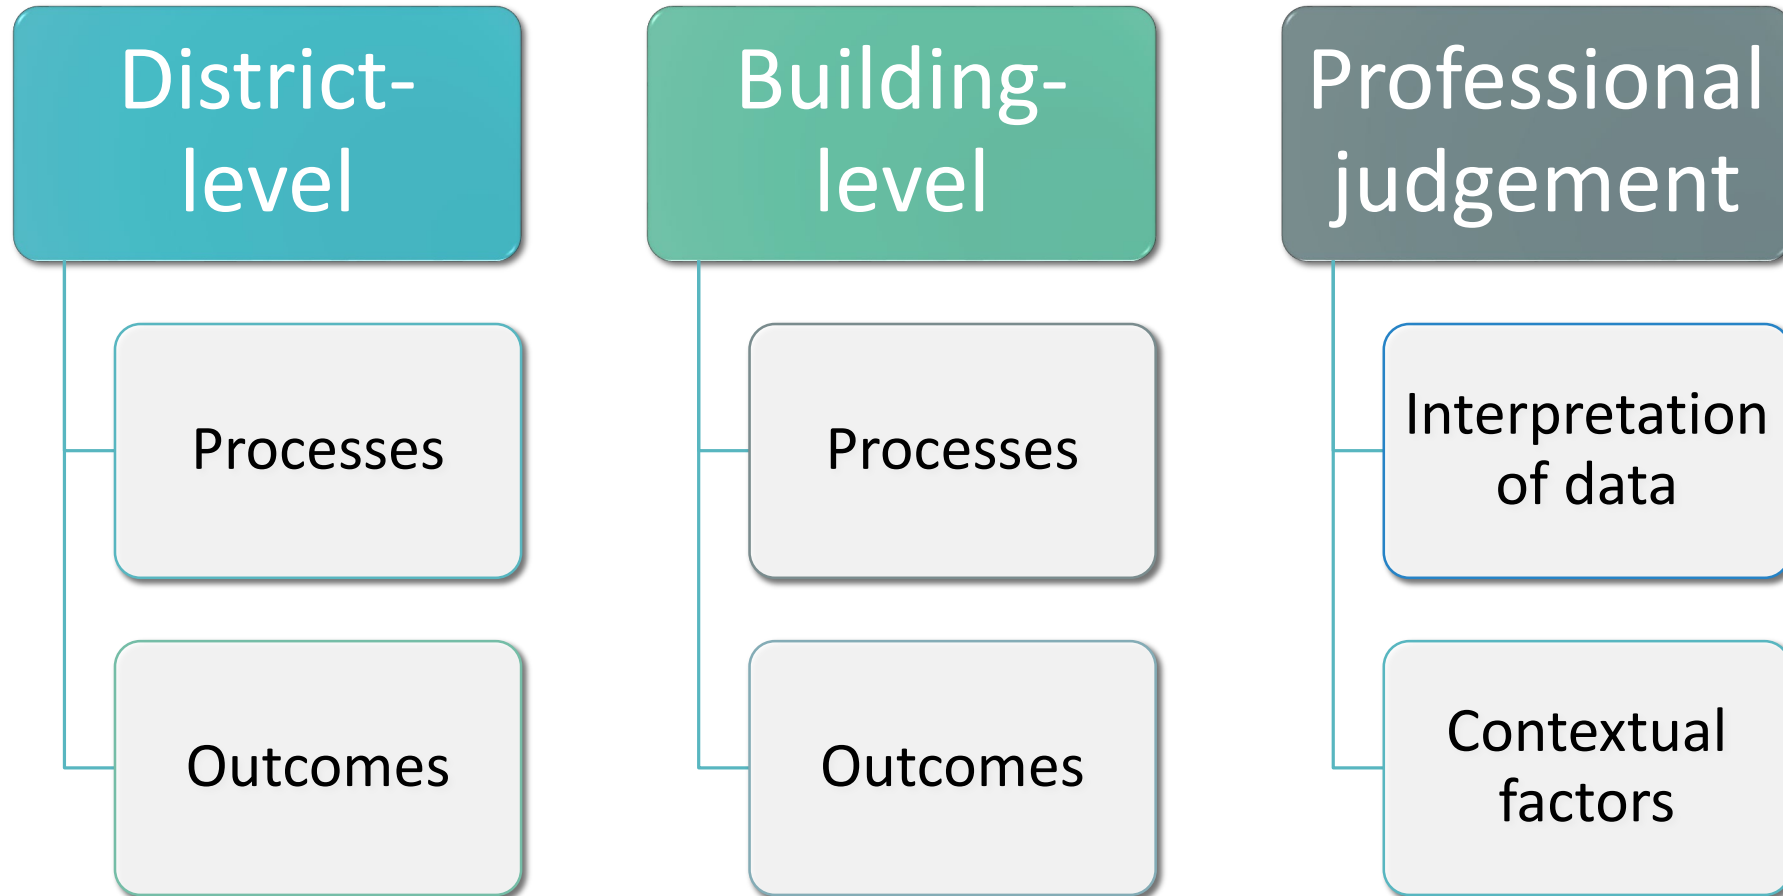 District-
level
Processes
Outcomes
Building-
level
Processes
Outcomes
Professional
judgement
Interpretation
of data
Contextual
factors